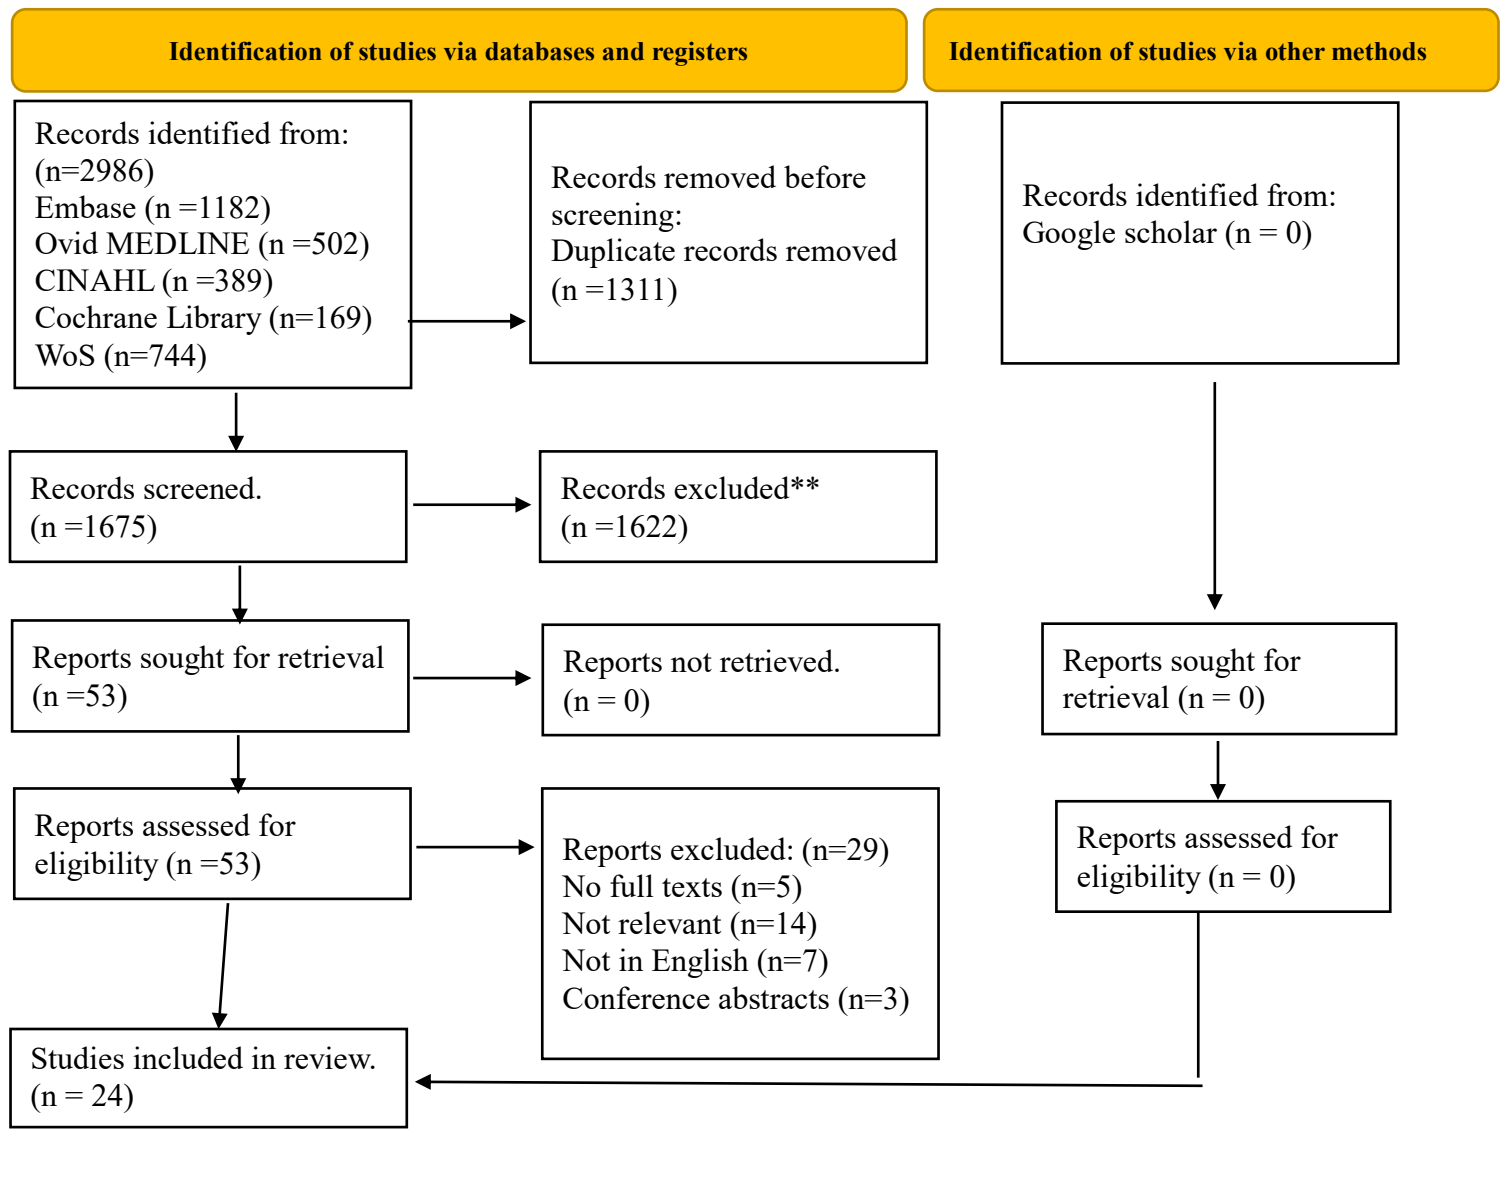 Identification of studies via databases and registers
Identification of studies via other methods
Records identified from:
(n=2986)
Embase (n =1182)
Ovid MEDLINE (n =502)
CINAHL (n =389)
Cochrane Library (n=169)
WoS (n=744)
Records removed before
screening:
Duplicate records removed
(n =1311)
Records identified from:
Google scholar (n = 0)
Records screened.
(n =1675)
Records excluded**
(n =1622)
Reports sought for retrieval
(n =53)
Reports not retrieved.
(n = 0)
Reports sought for
retrieval (n = 0)
Reports assessed for
eligibility (n =53)
Reports excluded: (n=29)
No full texts (n=5)
Not relevant (n=14)
Not in English (n=7)
Conference abstracts (n=3)
Reports assessed for
eligibility (n = 0)
Studies included in review.
(n = 24)